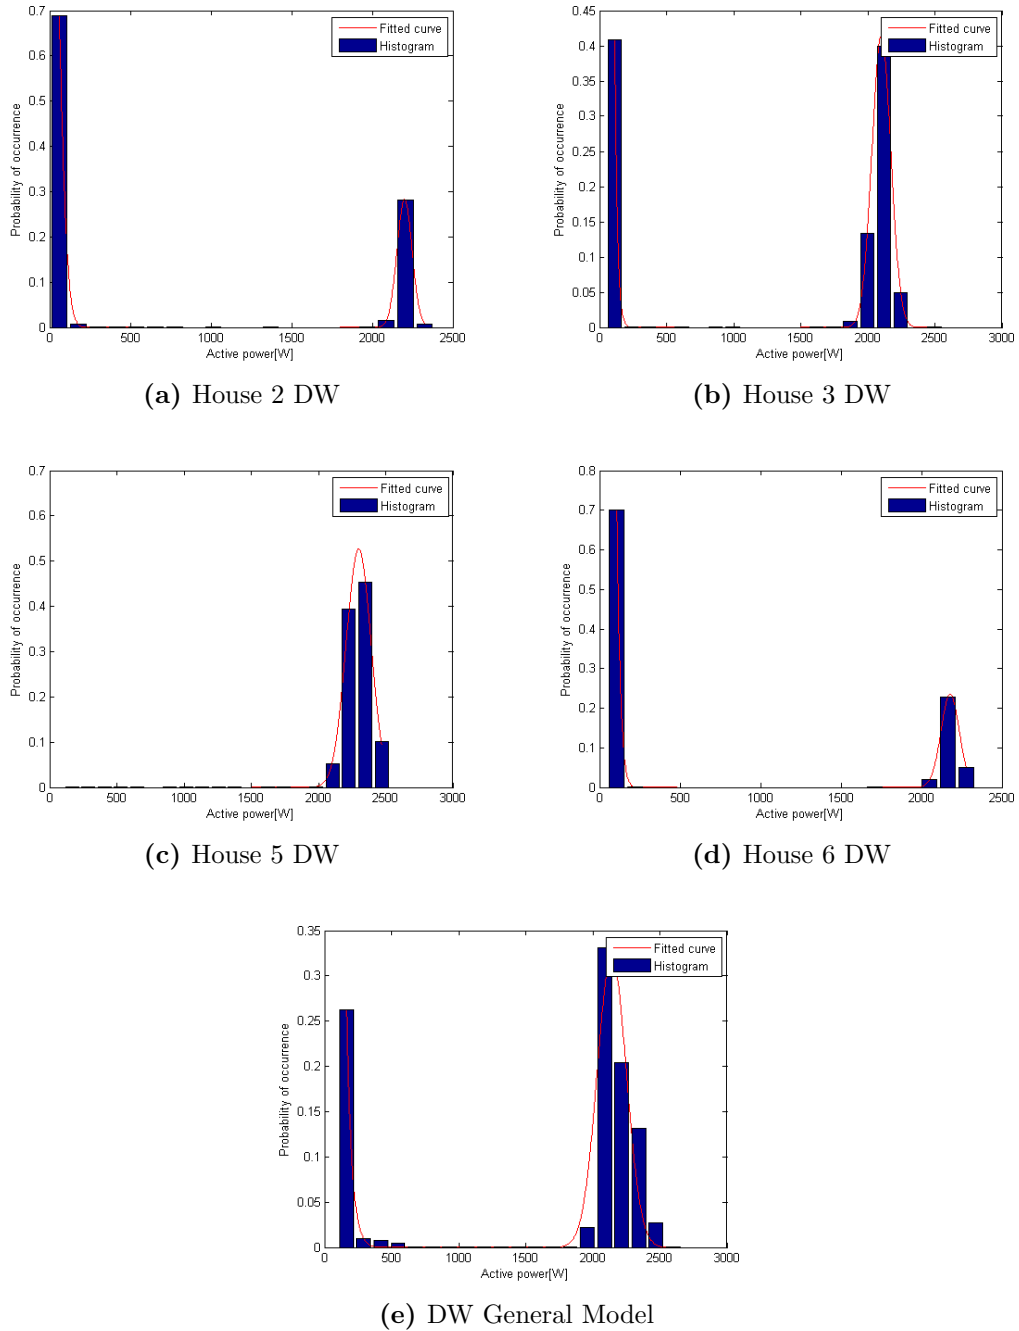 0.7
0.6
0.5
0.4
0.3
0.2
0.1
0
Probability of occurrence
Fitted curve
Histogram
0 500 1000 1500 2000 2500
Active power[W]
(a) House 2 DW
0.45
0.4
0.35
0.3
0.25
0.2
0.15
0.1
0.05
0
Probability of occurrence
Fitted curve
Histogram
0 500 1000 1500 2000 2500 3000
Active power[W]
(b) House 3 DW
0.7
0.6
0.5
0.4
0.3
0.2
0.1
0
Probability of occurrence
Fitted curve
Histogram
0 500 1000 1500 2000 2500 3000
Active power[W]
(c) House 5 DW
0.8
0.7
0.6
0.5
0.4
0.3
0.2
0.1
0
Probability of occurrence
Fitted curve
Histogram
0 500 1000 1500 2000 2500
Active power[W]
(d) House 6 DW
0.35
0.3
0.25
0.2
0.15
0.1
0.05
0
Probability of occurrence
Fitted curve
Histogram
0 500 1000 1500 2000 2500 3000
Active power[W]
(e) DW General Model